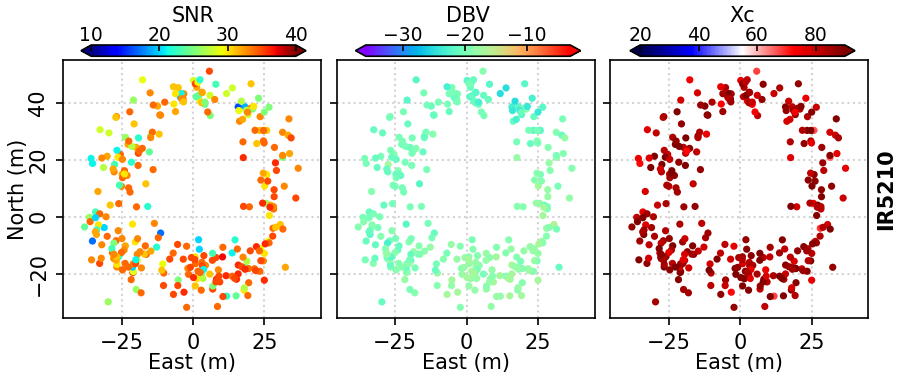 SNR DBV Xc
10 20 30 40 −30 −20 −10 20 40 60 80
40
20
0
−20
North (m)
IR5210
−25 0 25 −25 0 25 −25 0 25
East (m) East (m) East (m)